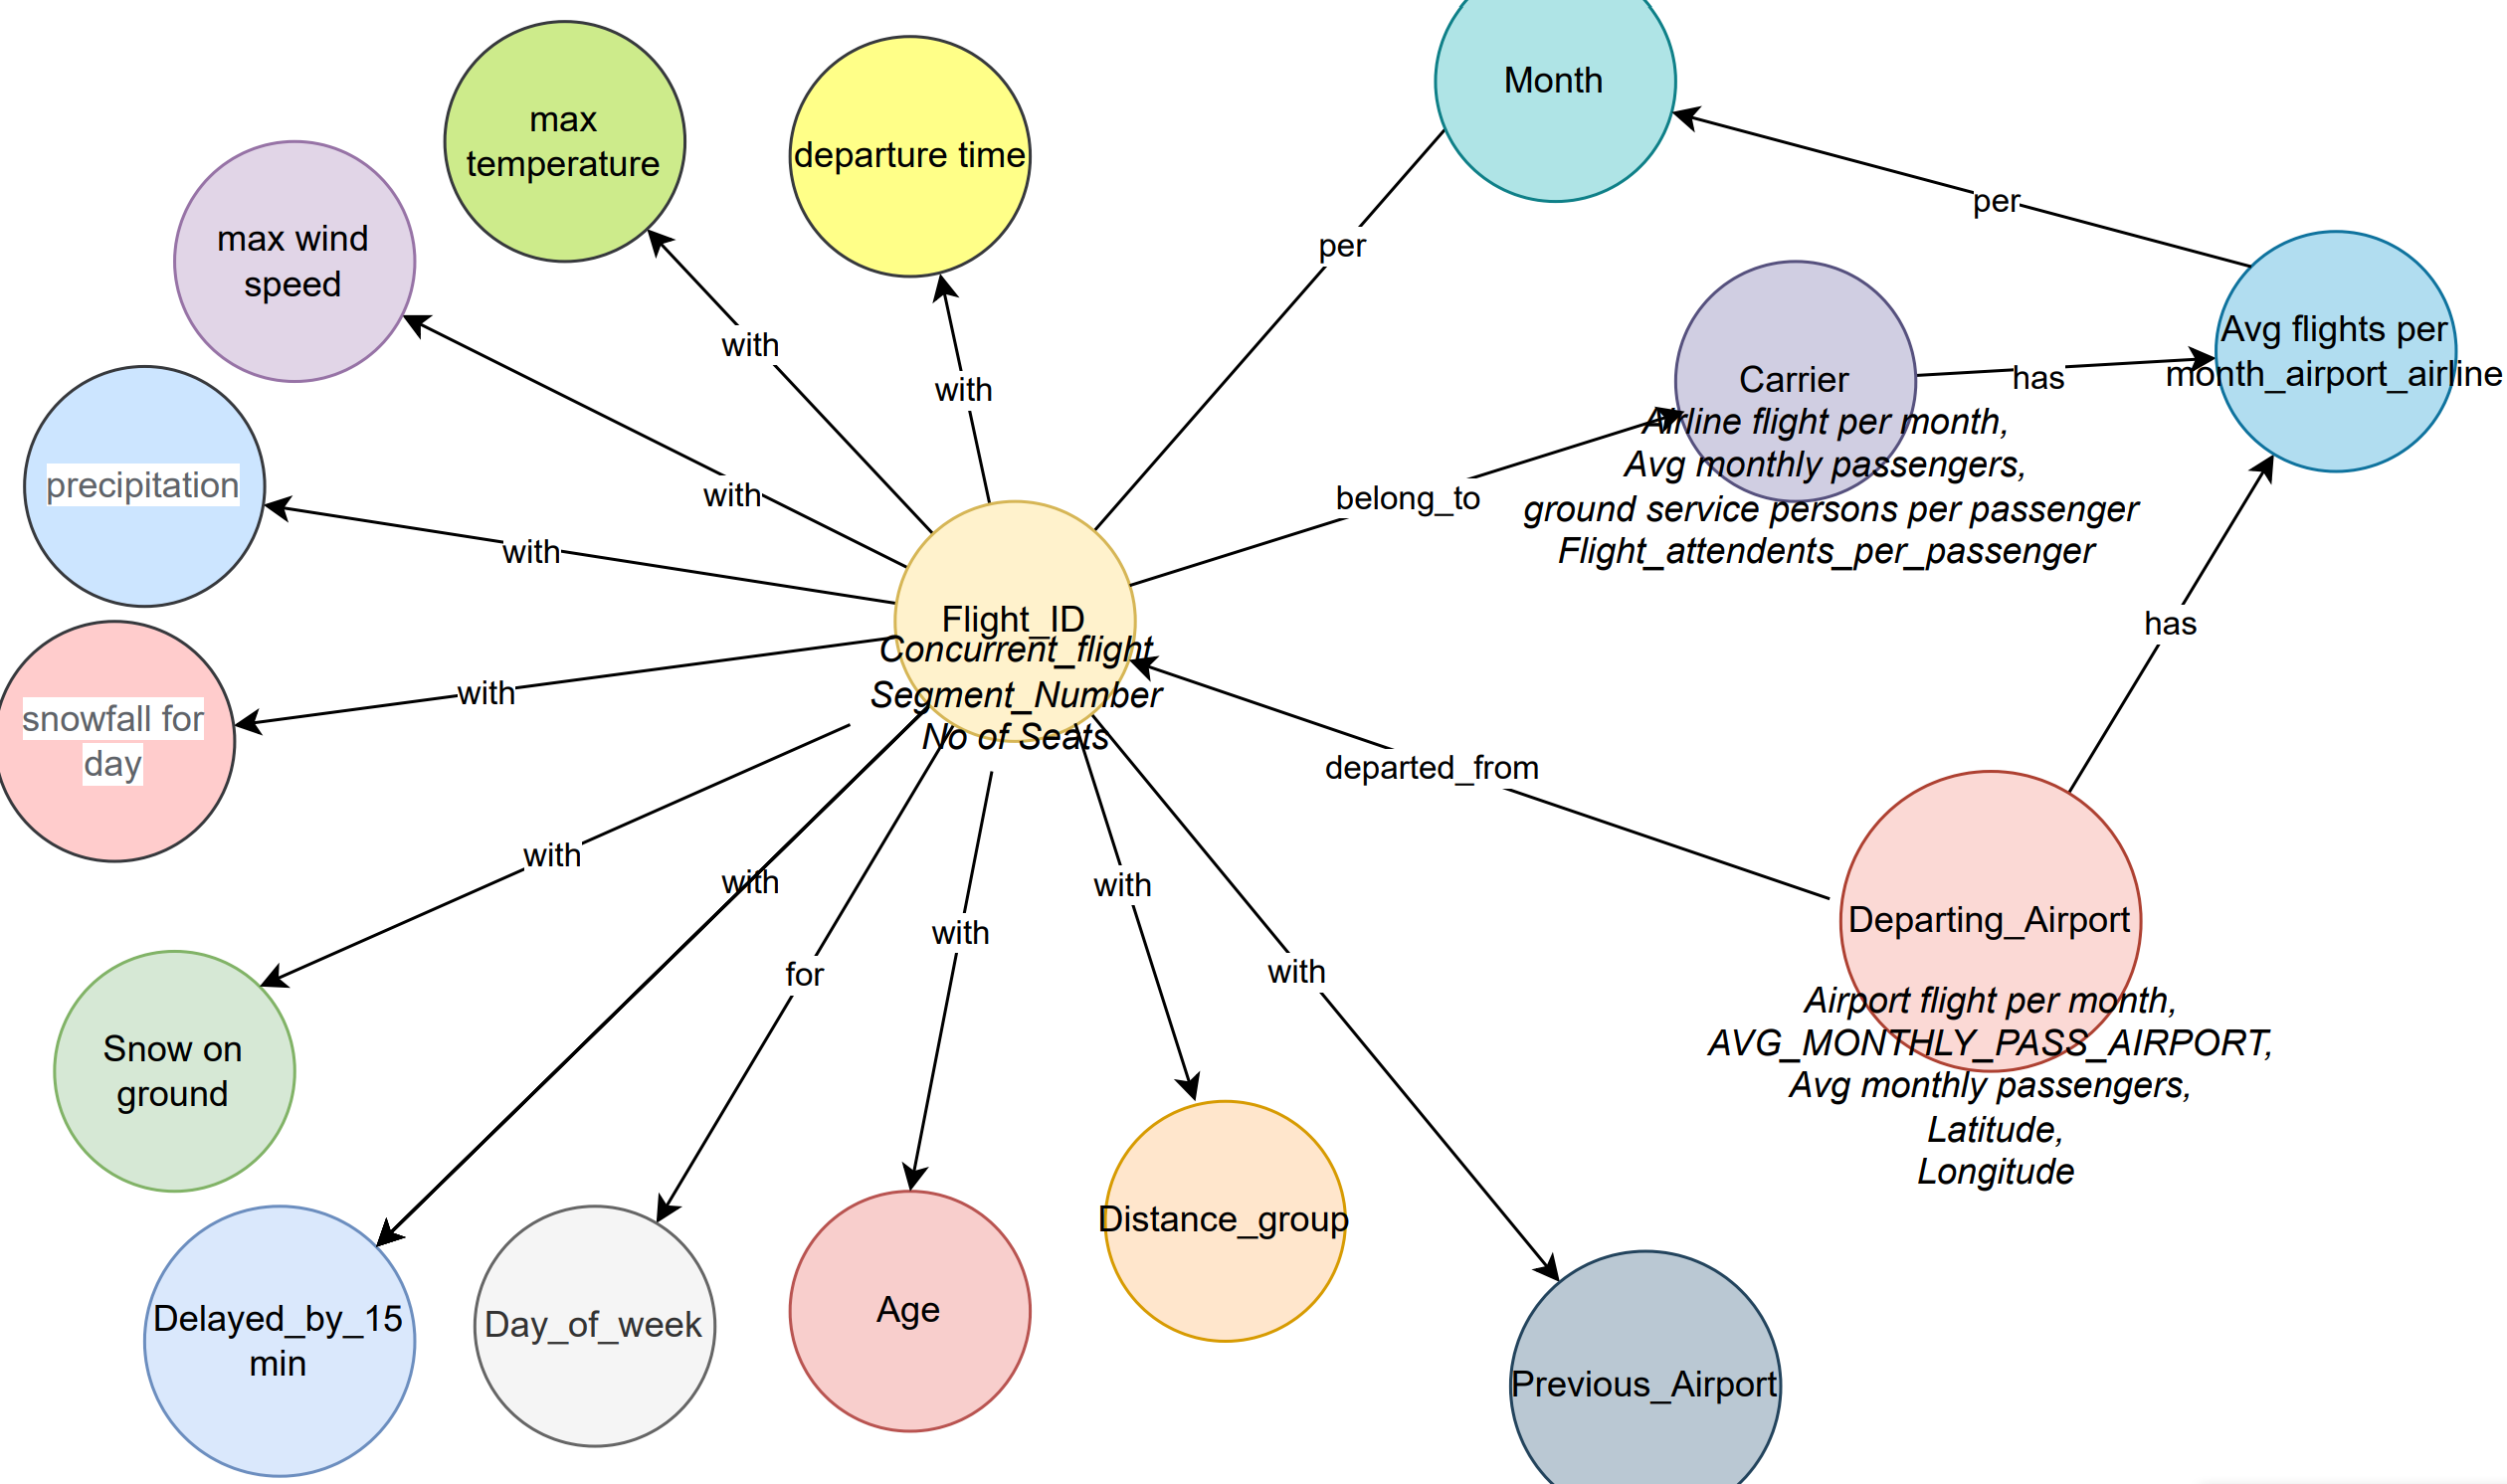 Month
max
temperature
departure time
per
max wind
speed
per
Avg flights per
month_airport_airline
with
with
has
Carrier
Airline flight per month,
Avg monthly passengers,
ground service persons per passenger
Flight_attendents_per_passenger
precipitation
with
belong_to
with
Flight_ID
Concurrent_flight
Segment_Number
No of Seats
has
with
snowfall for
day
departed_from
with
with
with
with
for
with
Departing_Airport
Airport flight per month,
AVG_MONTHLY_PASS_AIRPORT,
Avg monthly passengers,
Latitude,
Longitude
Snow on
ground
Distance_group
Delayed_by_15
min
Day_of_week
Age
Previous_Airport